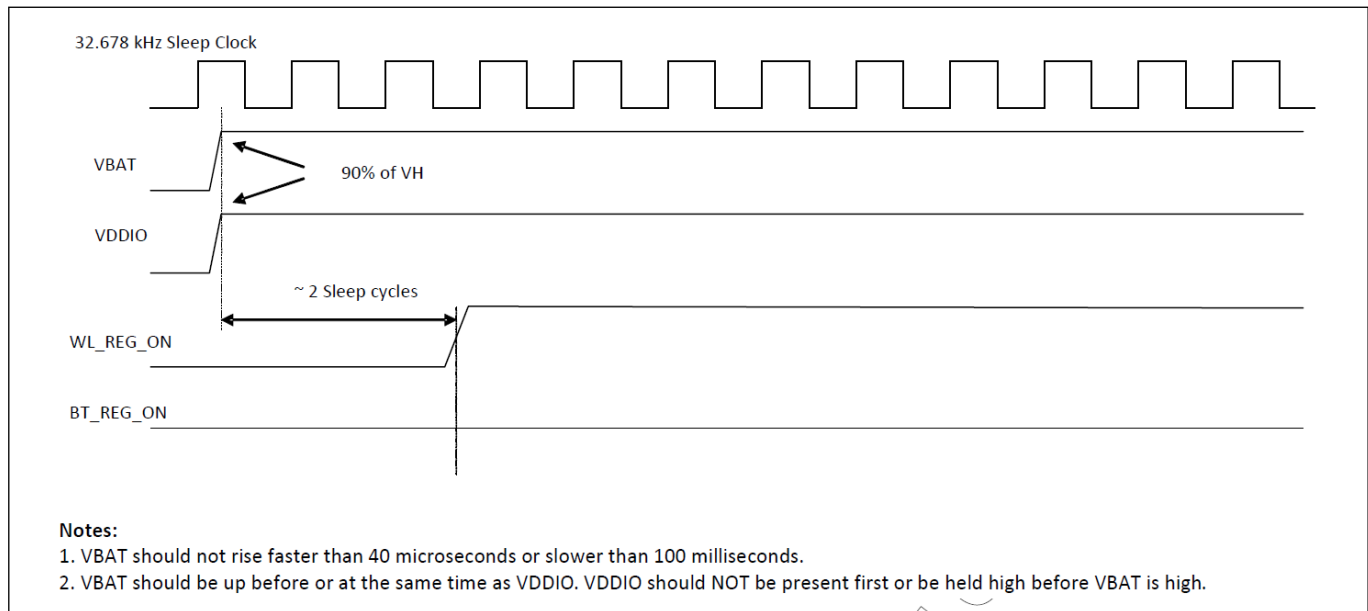 32.678 kHz Sleep Clock
VBAT
90% of VH
VDDIO
~ 2 Sleep cycles
WL_REG_ON
BT_REG_ON
Notes:
1. VBAT should not rise faster than 40 microseconds or slower than 100 milliseconds.
2. VBAT should be up before or at the same time as VDDIO. VDDIO should NOT be present first or be held high before VBAT is high.